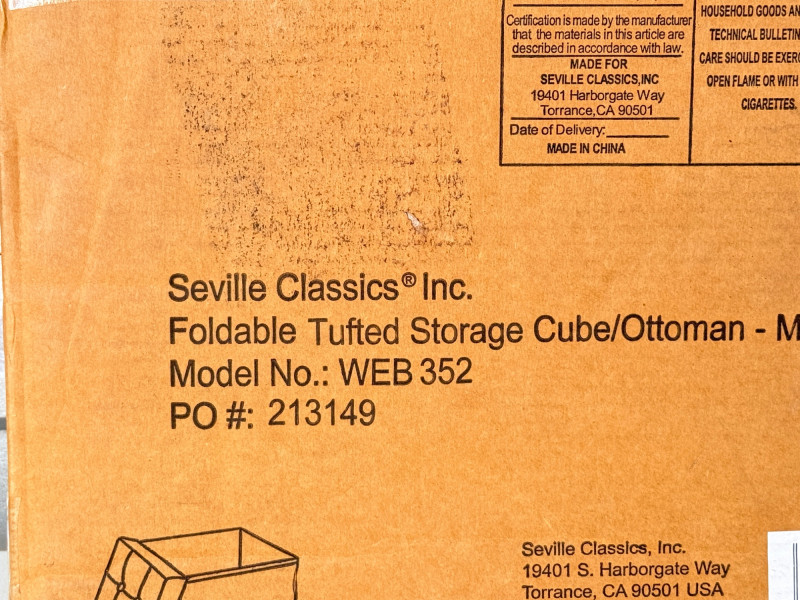 Certification is made by the manufacturer
that the materials in this article are
described in accordance with law.
MADE FOR
SEVILLE CLASSICS,INC
19401 Harborgate Way
Torrance,CA 90501
Date of Delivery:
MADE IN CHINA
HOUSEHOLD GOODS AN
TECHNICAL BULLETIN
CARE SHOULD BE EXERC
OPEN FLAME OR WITH
CIGARETTES.
Seville Classics® Inc.
Foldable Tufted Storage Cube/Ottoman - M
Model No.: WEB 352
PO #: 213149
Seville Classics, Inc.
19401 S. Harborgate Way
Torrance, CA 90501 USA